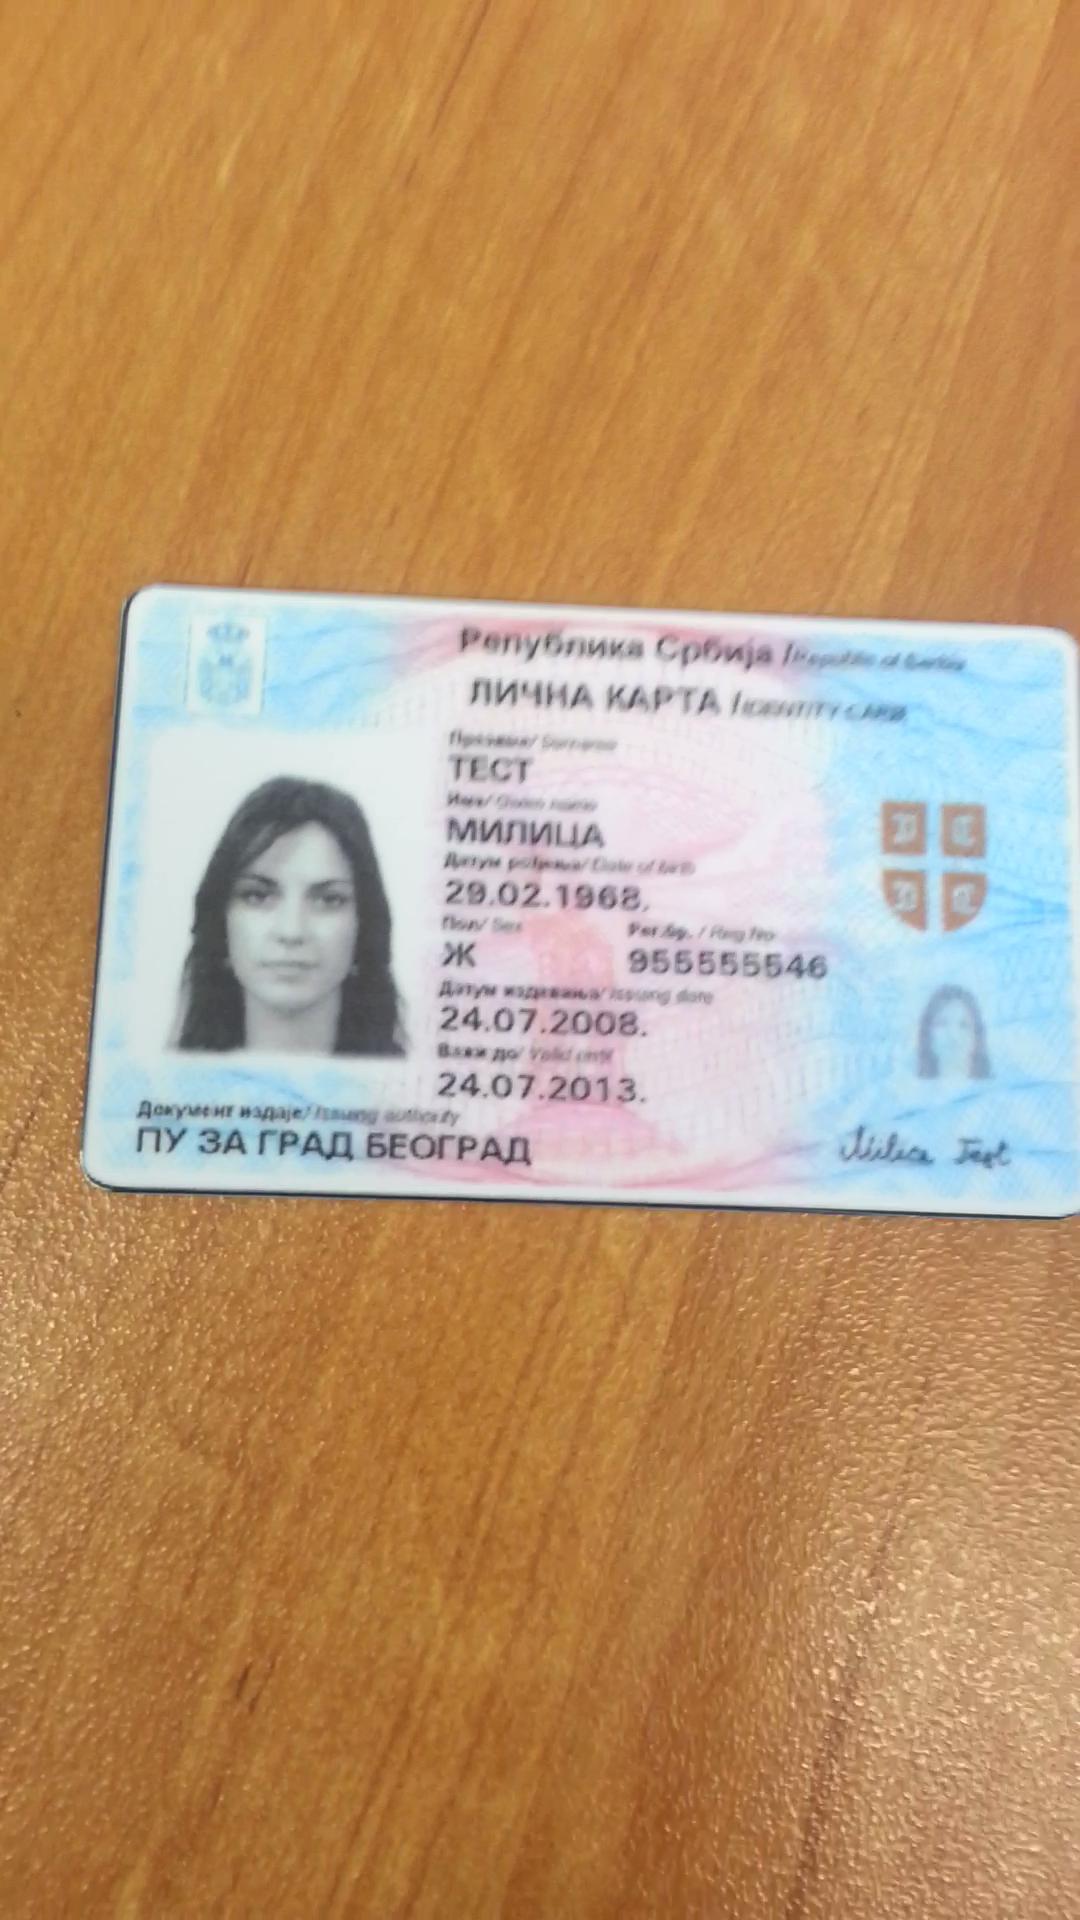 Република Србија / Republic of Serbia
ЛИЧНА КАРТА / IDENTITY CARD
Презиме/ Surname
ТЕСТ
Име/ Given name
МИЛИЦА
Датум рођења/ Date of birth
29.02.1968.
Пол/ Sex
Ж
Рег.бр. / Reg.No
955555546
Датум издавања/ Issuing date
24.07.2008.
Важи до/ Valid until
24.07.2013.
Документ издаје/ Issuing authority
ПУ ЗА ГРАД БЕОГРАД
Milica Test